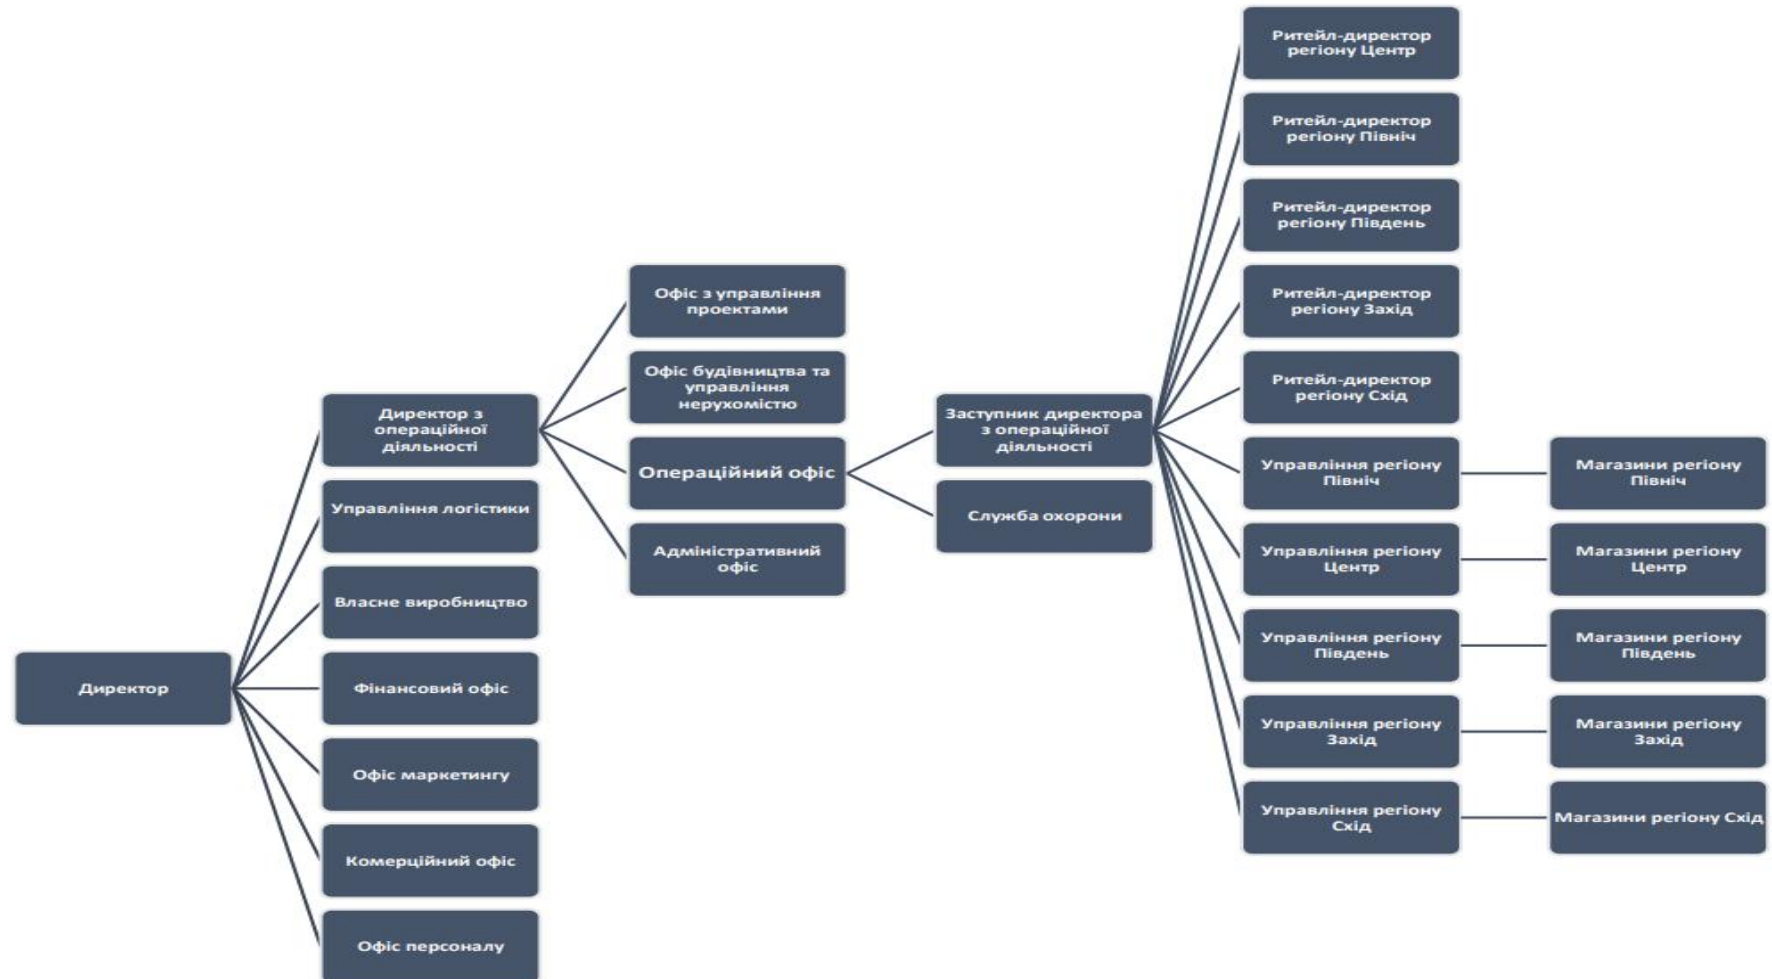 Директор
Директор з
операційної
діяльності
Управління логістики
Власне виробництво
Фінансовий офіс
Офіс маркетингу
Комерційний офіс
Офіс персоналу
Офіс з управління
проектами
Офіс будівництва та
управління
нерухомістю
Операційний офіс
Адміністративний
офіс
Заступник директора
з операційної
діяльності
Служба охорони
Ритейл-директор
регіону Центр
Ритейл-директор
регіону Північ
Ритейл-директор
регіону Південь
Ритейл-директор
регіону Захід
Ритейл-директор
регіону Схід
Управління регіону
Північ
Управління регіону
Центр
Управління регіону
Південь
Управління регіону
Захід
Управління регіону
Схід
Магазини регіону
Північ
Магазини регіону
Центр
Магазини регіону
Південь
Магазини регіону
Захід
Магазини регіону Схід